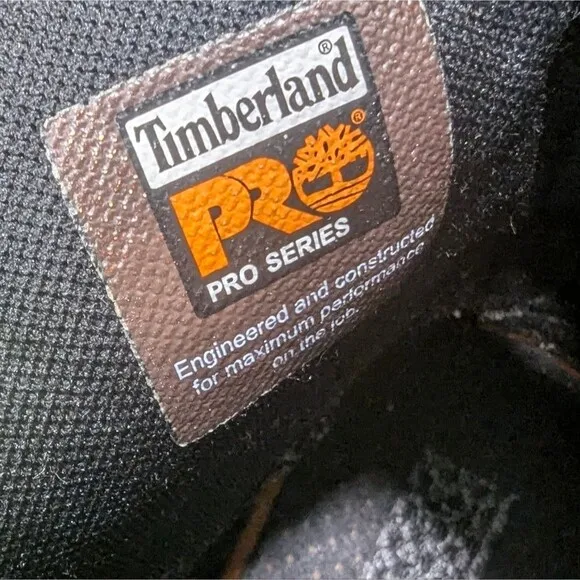 Timberland®
PRO®
PRO SERIES
Engineered and constructed
for maximum performance
on the job.